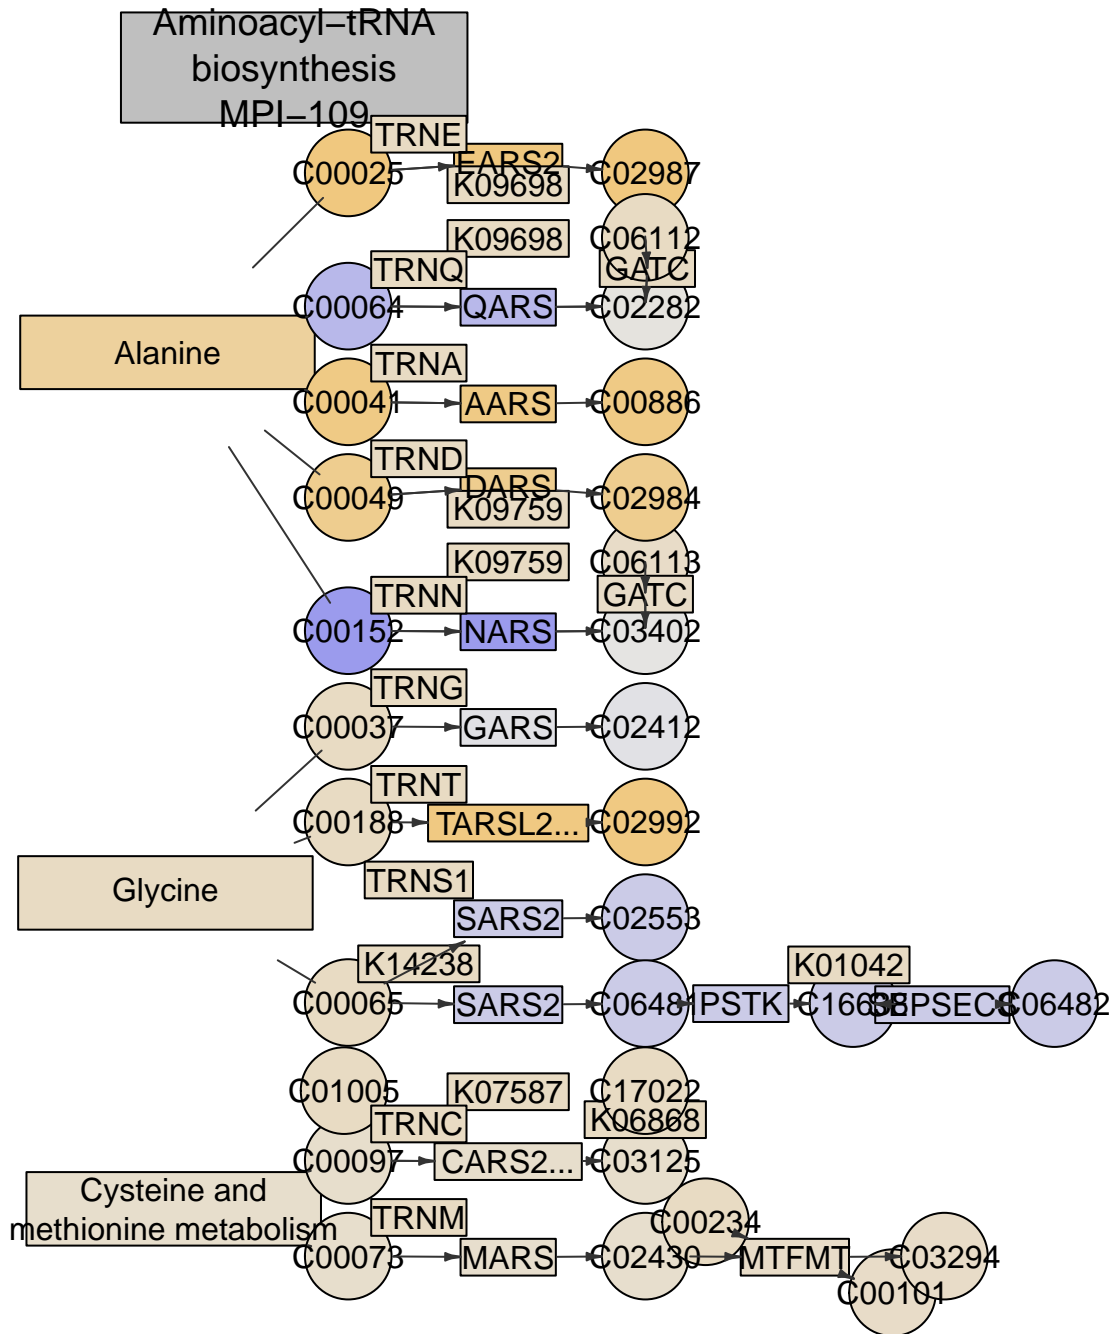 Aminoacyl−tRNA
biosynthesis
MPI−109
TRNE
C00025
EARS2
K09698
C02987
K09698
C06112
TRNQ
GATC
C00064
QARS
C02282
Alanine
TRNA
C00041
AARS
C00886
TRND
C00049
DARS
K09759
C02984
K09759
C06113
TRNN
GATC
C00152
NARS
C03402
TRNG
C00037
GARS
C02412
TRNT
C00188
TARSL2...
C02992
Glycine
TRNS1
SARS2
C02553
K14238
K01042
C00065
SARS2
C06481
PSTK
SEPSECS
C06482
C01005
K07587
C17022
TRNC
K06868
C00097
CARS2...
C03125
Cysteine and
methionine metabolism
TRNM
C00234
C00073
MARS
C02430
MTFMT
C03294
C00101